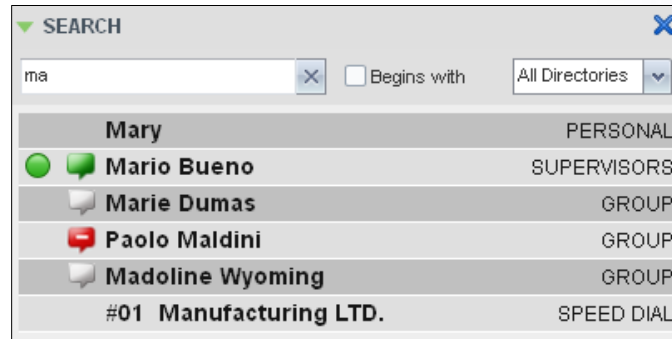 SEARCH
ma Begins with All Directories
Mary PERSONAL
Mario Bueno SUPERVISORS
Marie Dumas GROUP
Paolo Maldini GROUP
Madoline Wyoming GROUP
#01 Manufacturing LTD. SPEED DIAL